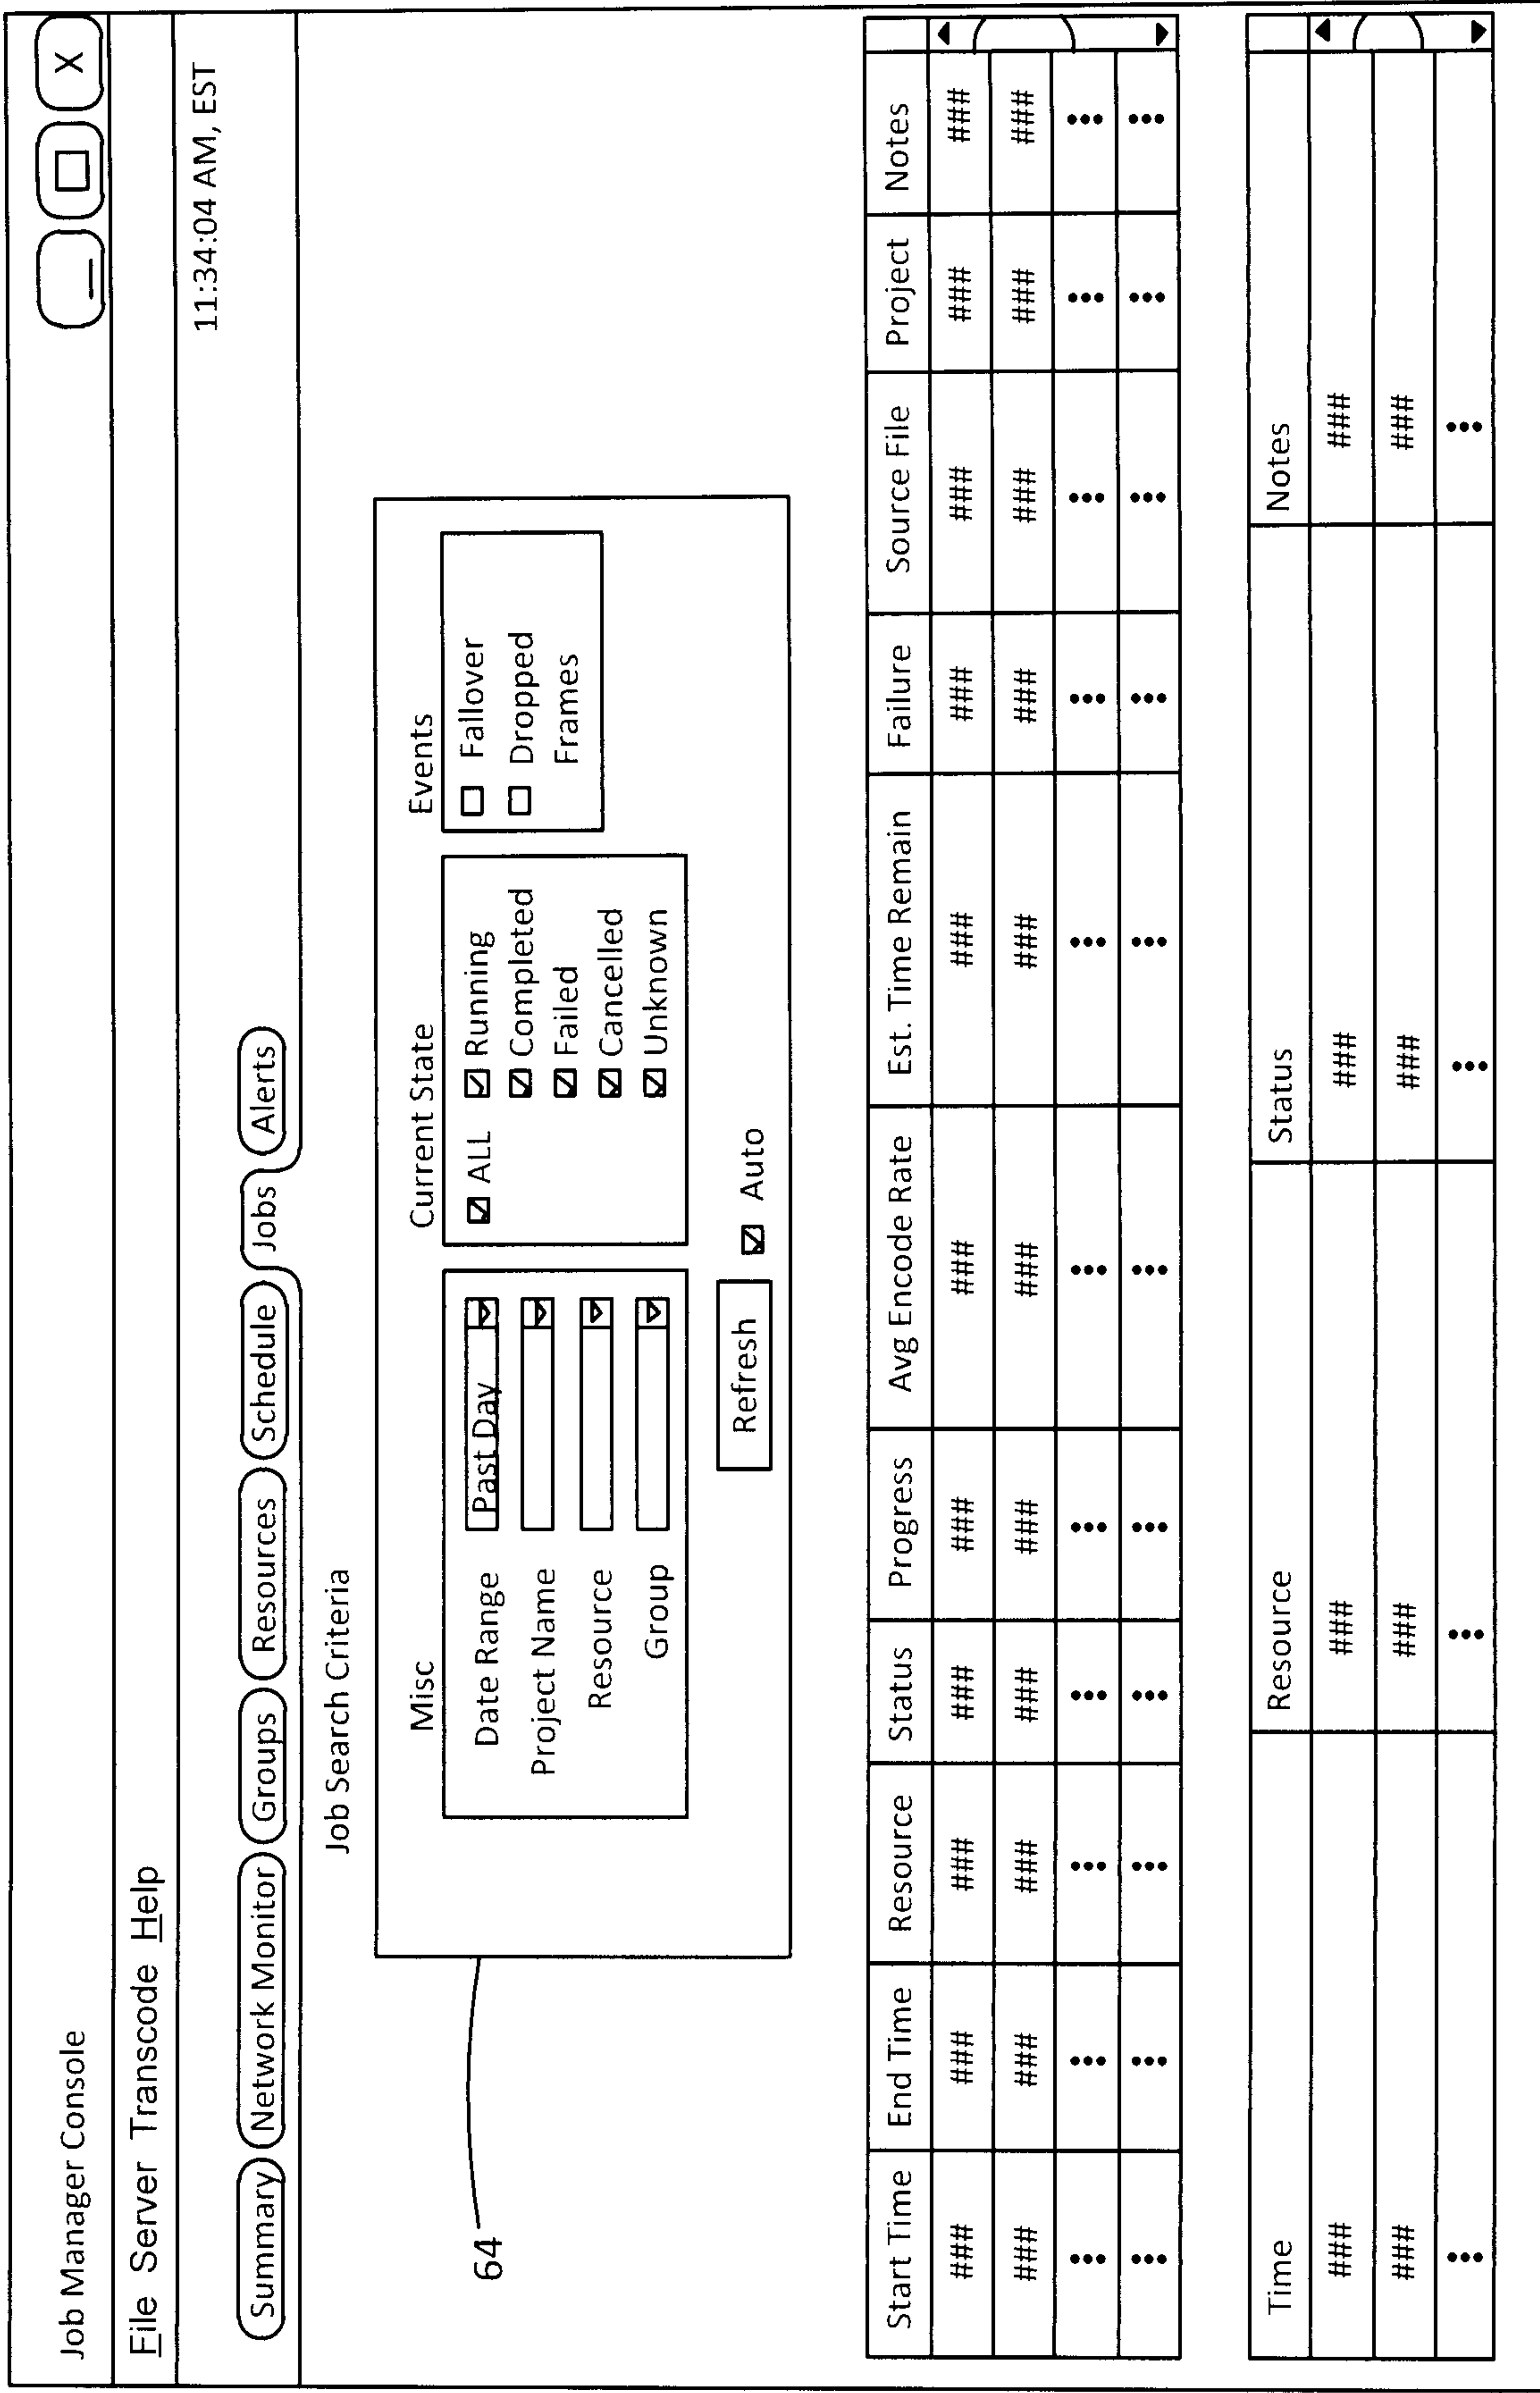 Job Manager Console
X
File Server Transcode Help
11:34:04 AM, EST
Summary Network Monitor Groups Resources Schedule Jobs Alerts
Job Search Criteria
64
Misc
Date Range Past Day
Project Name
Resource
Group
Current State
ALL
Running
Completed
Failed
Cancelled
Unknown
Events
Fallover
Dropped
Frames
Refresh Auto
Start Time End Time Resource Status Progress Avg Encode Rate Est. Time Remain Failure Source File Project Notes
### ### ### ### ### ### ### ### ### ### ###
### ### ### ### ### ### ### ### ### ### ###
••• ••• ••• ••• ••• ••• ••• ••• ••• ••• •••
••• ••• ••• ••• ••• ••• ••• ••• ••• ••• •••
Time Resource Status Notes
### ### ### ###
### ### ### ###
••• ••• ••• •••